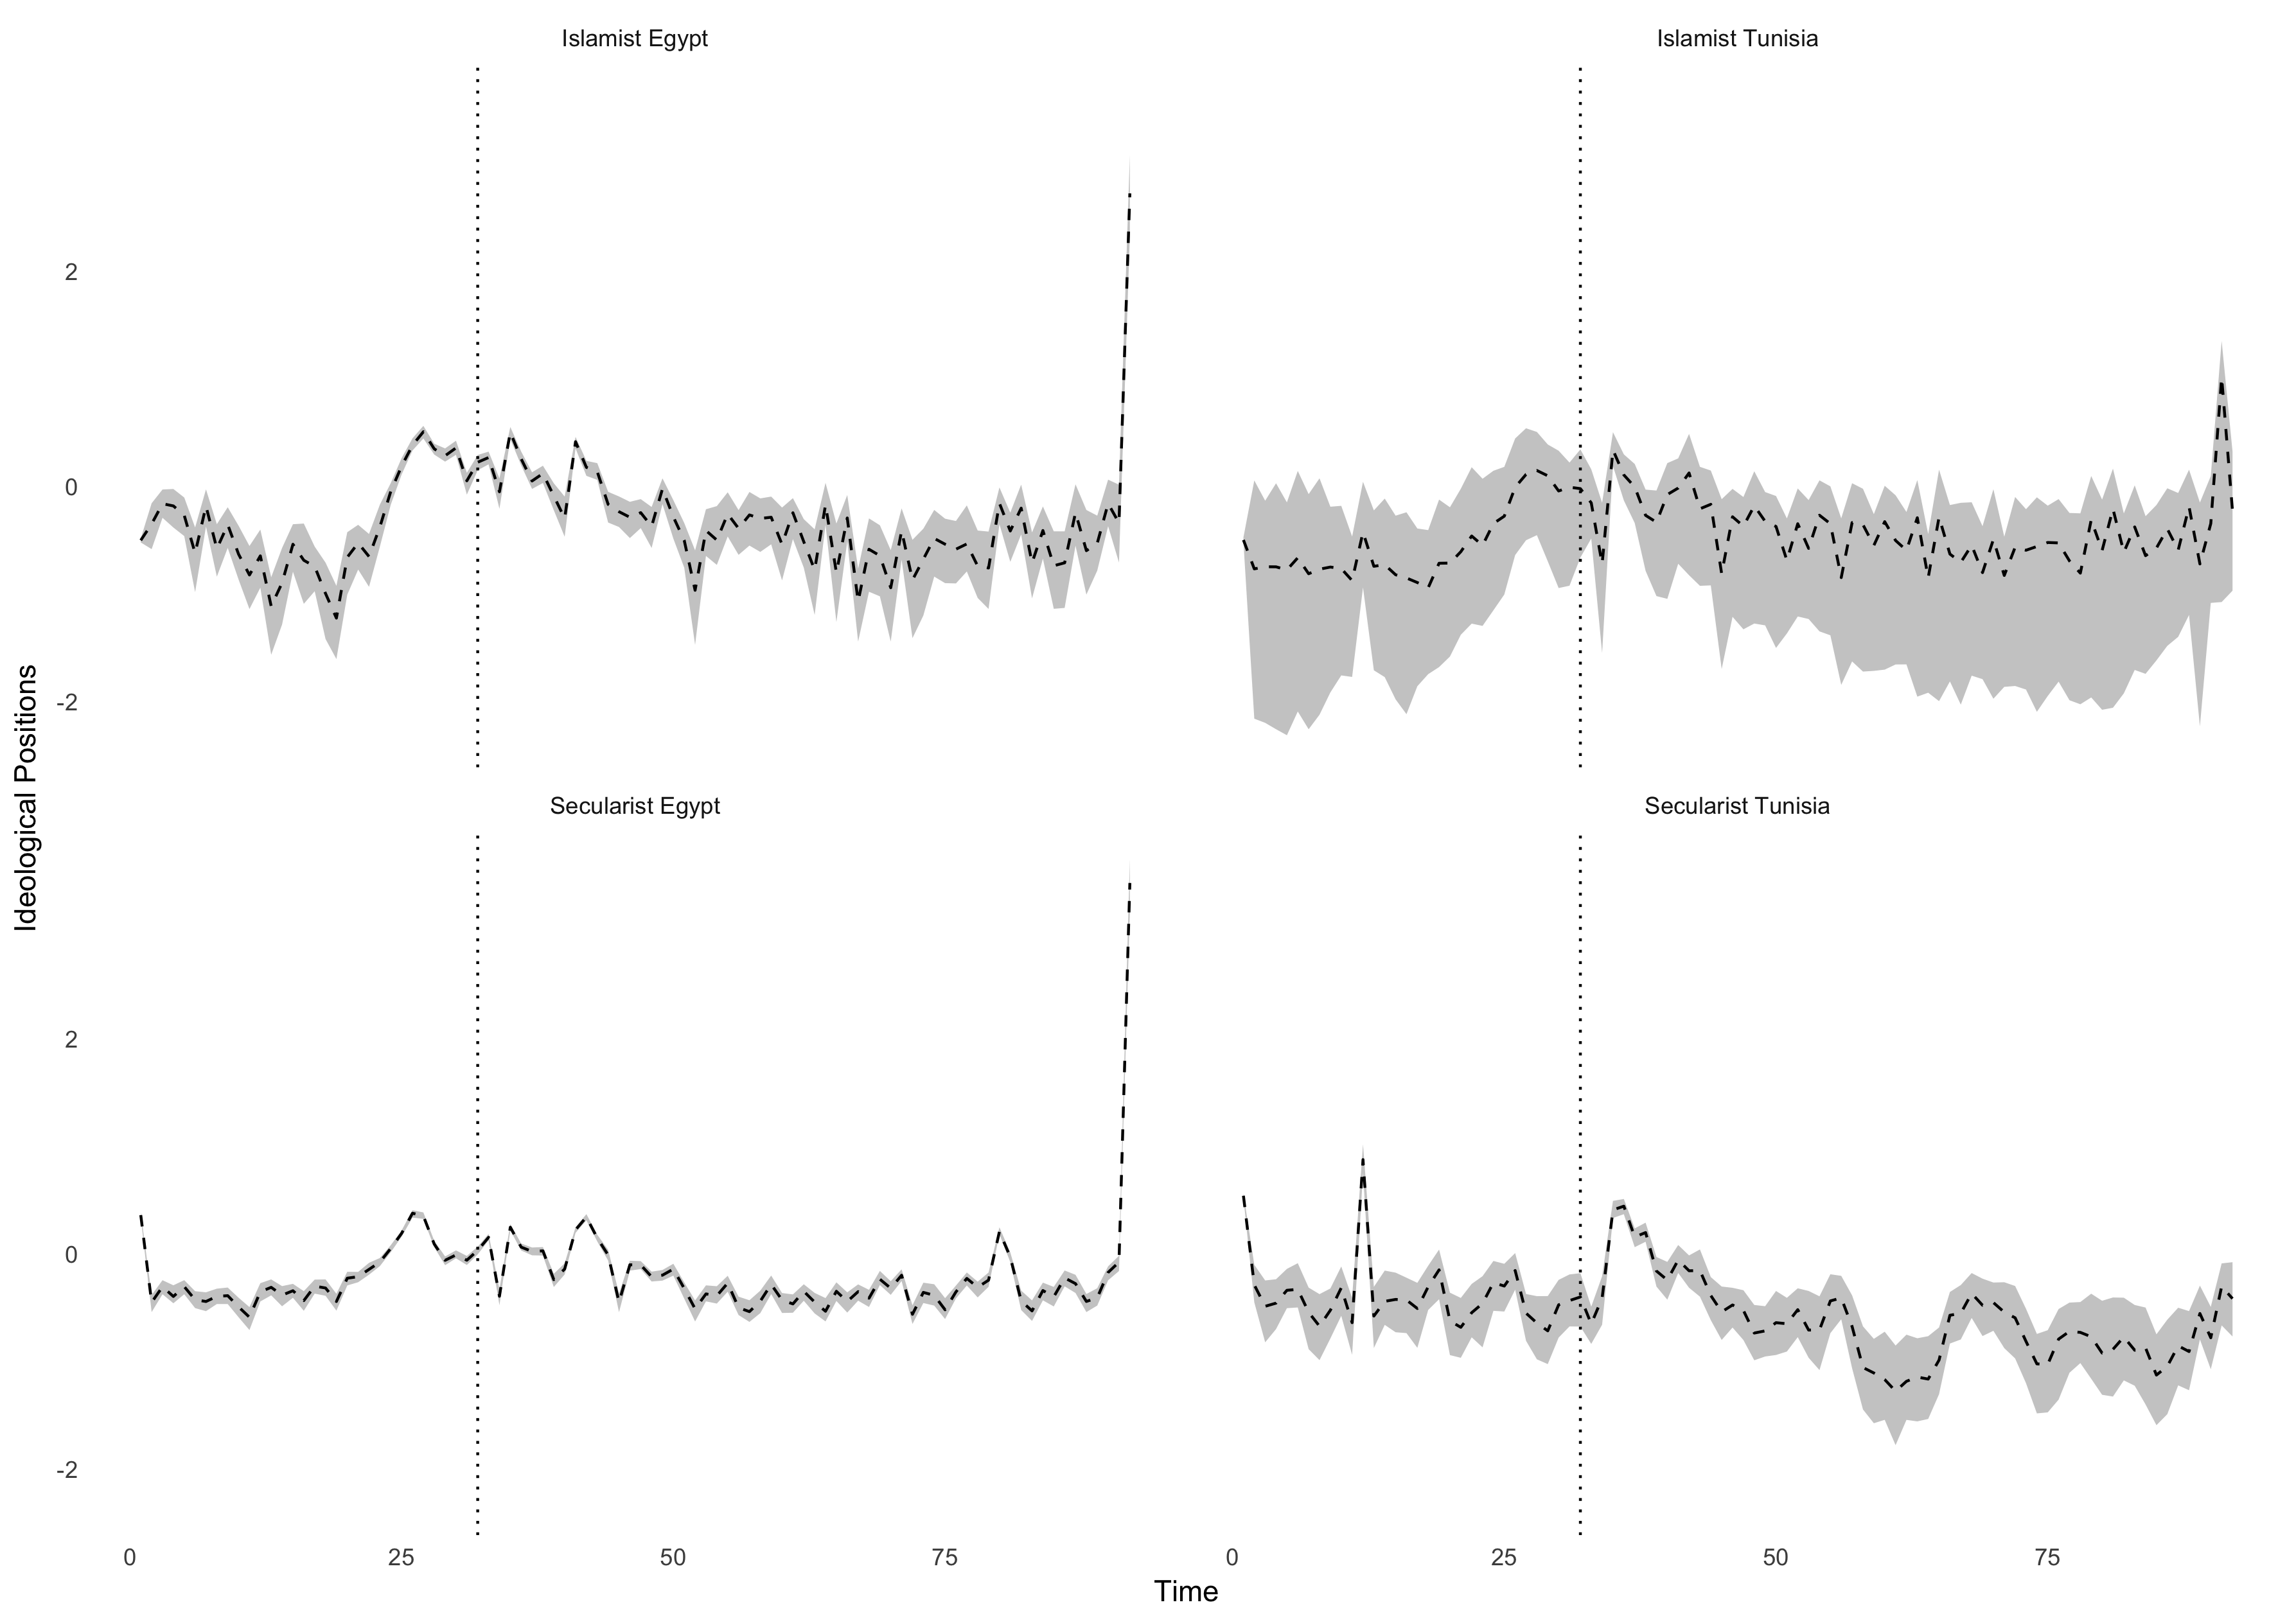 Islamist Egypt
Islamist Tunisia
2
0
-2
Secularist Egypt
Secularist Tunisia
Ideological Positions
2
0
-2
0 25 50 75
0 25 50 75
Time